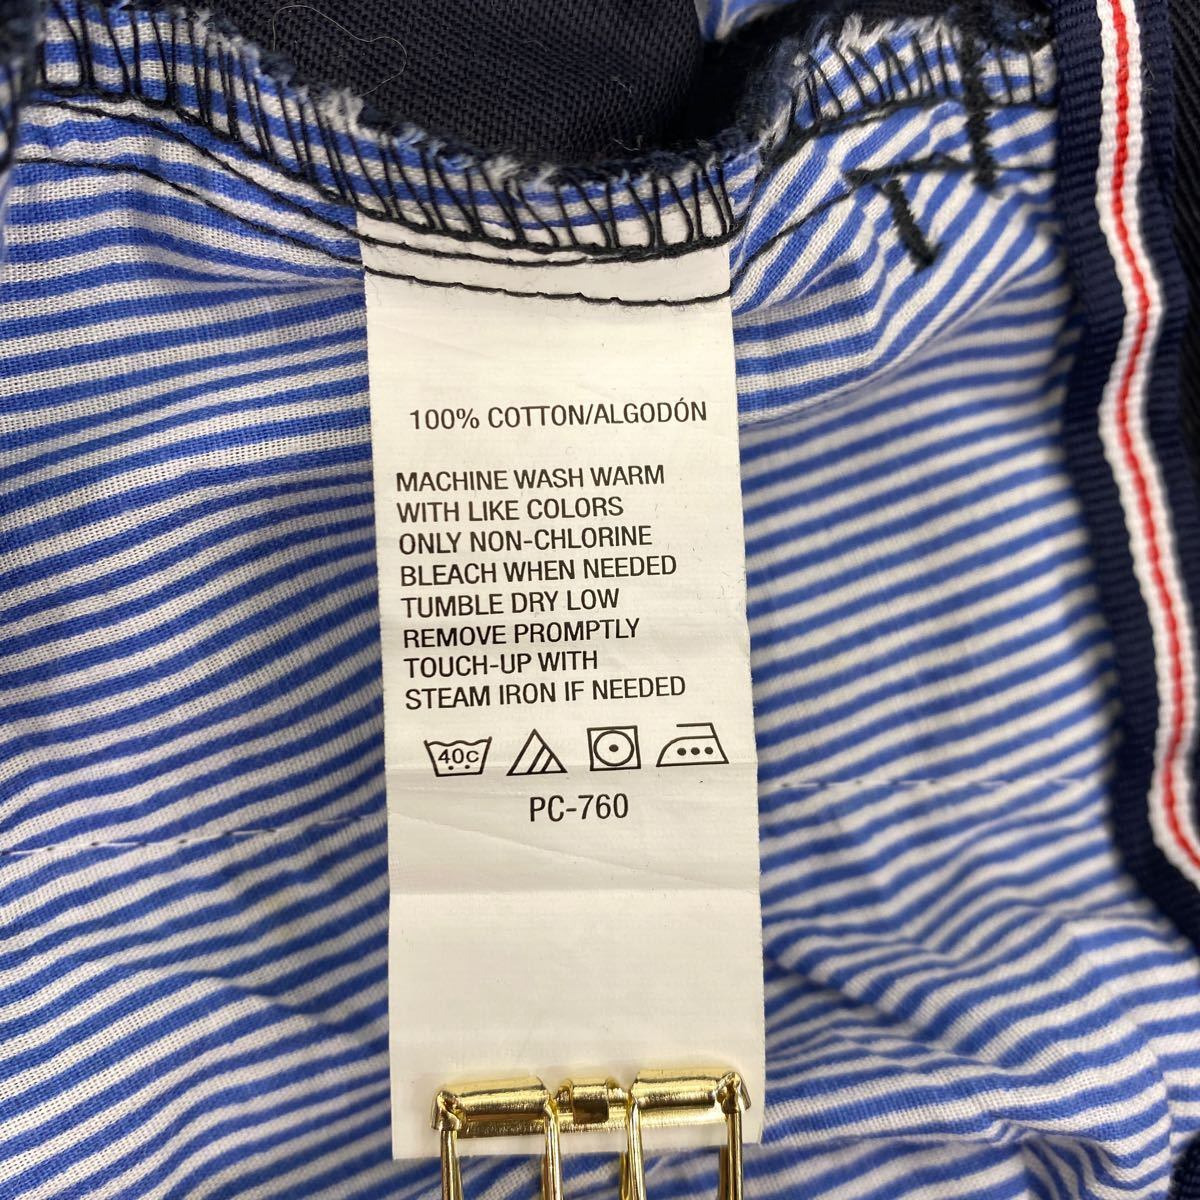 100% COTTON/ALGODÓN
MACHINE WASH WARM
WITH LIKE COLORS
ONLY NON-CHLORINE
BLEACH WHEN NEEDED
TUMBLE DRY LOW
REMOVE PROMPTLY
TOUCH-UP WITH
STEAM IRON IF NEEDED
40c
PC-760